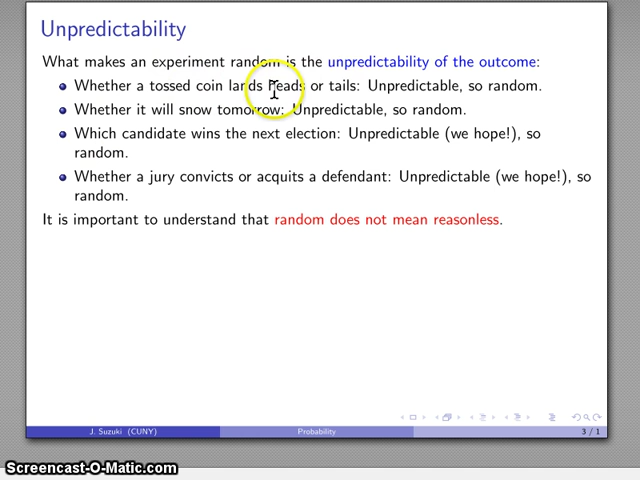 Unpredictability
What makes an experiment random is the unpredictability of the outcome:
Whether a tossed coin lands heads or tails: Unpredictable, so random.
Whether it will snow tomorrow: Unpredictable, so random.
Which candidate wins the next election: Unpredictable (we hope!), so
random.
Whether a jury convicts or acquits a defendant: Unpredictable (we hope!), so
random.
It is important to understand that random does not mean reasonless.
J. Suzuki (CUNY) Probability 3 / 1
Screencast-O-Matic.com